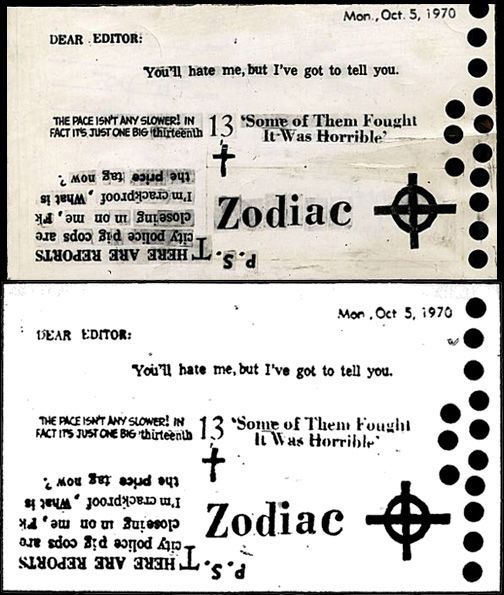 Mon., Oct. 5, 1970
DEAR EDITOR:
You'll hate me, but I've got to tell you.
THE PACE ISN'T ANY SLOWER! IN
FACT IT'S JUST ONE BIG thirteenth
13
'Some of Them Fought
It Was Horrible'
P.S. THERE ARE REPORTS
city police pig cops are
closeing in on me, Fk
I'm crackproof, What is
the price tag now ?
Zodiac
Mon., Oct. 5, 1970
DEAR EDITOR:
You'll hate me, but I've got to tell you.
THE PACE ISN'T ANY SLOWER! IN
FACT IT'S JUST ONE BIG thirteenth
13
'Some of Them Fought
It Was Horrible'
P.S. THERE ARE REPORTS
city police pig cops are
closeing in on me, Fk
I'm crackproof, What is
the price tag now ?
Zodiac